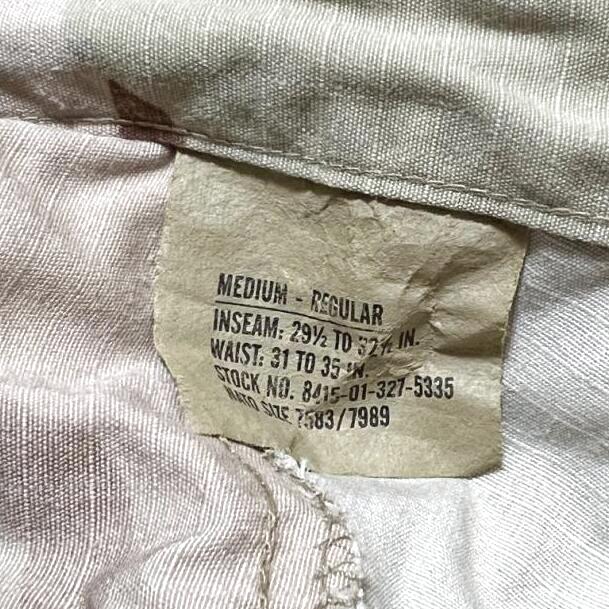 MEDIUM - REGULAR
INSEAM: 29½ TO 32½ IN.
WAIST: 31 TO 35 IN.
STOCK NO. 8415-01-327-5335
NATO SIZE 7583/7989